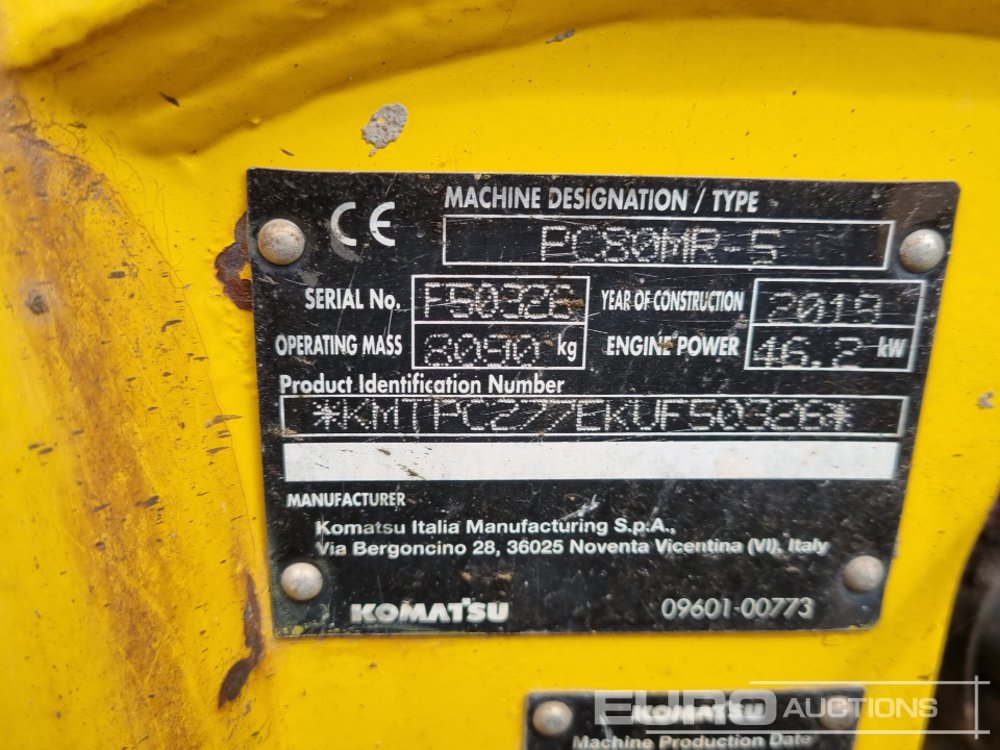 CE
MACHINE DESIGNATION / TYPE
PC80MR-5
SERIAL No. F50326 YEAR OF CONSTRUCTION 2019
OPERATING MASS 8090 kg ENGINE POWER 46.2 kW
Product Identification Number
*KMTPC277EKUF50326*
MANUFACTURER
Komatsu Italia Manufacturing S.p.A.,
Via Bergoncino 28, 36025 Noventa Vicentina (VI), Italy
KOMATSU 09601-00773
KOMATSU
Machine Production Date
EURO AUCTIONS